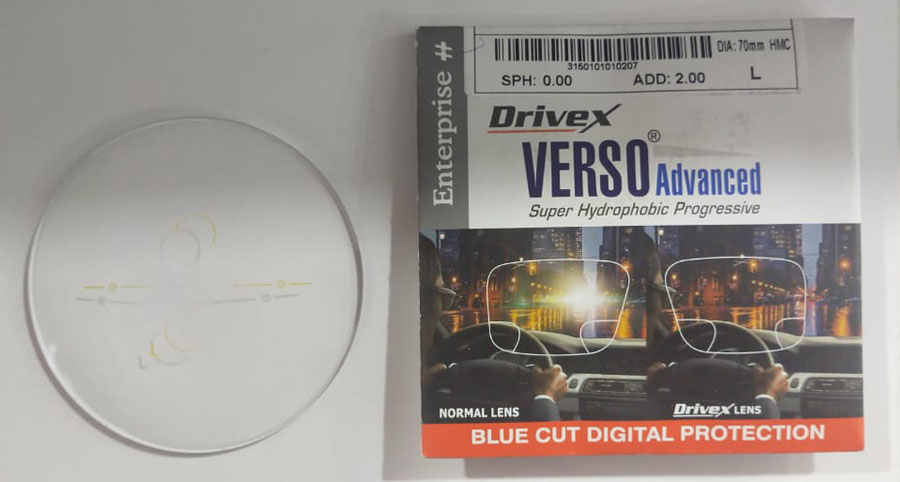 L
Enterprise #
DIA: 70mm HMC
3150101010207
SPH: 0.00 ADD: 2.00 L
Drivex
VERSO® Advanced
Super Hydrophobic Progressive
NORMAL LENS
Drivex LENS
BLUE CUT DIGITAL PROTECTION